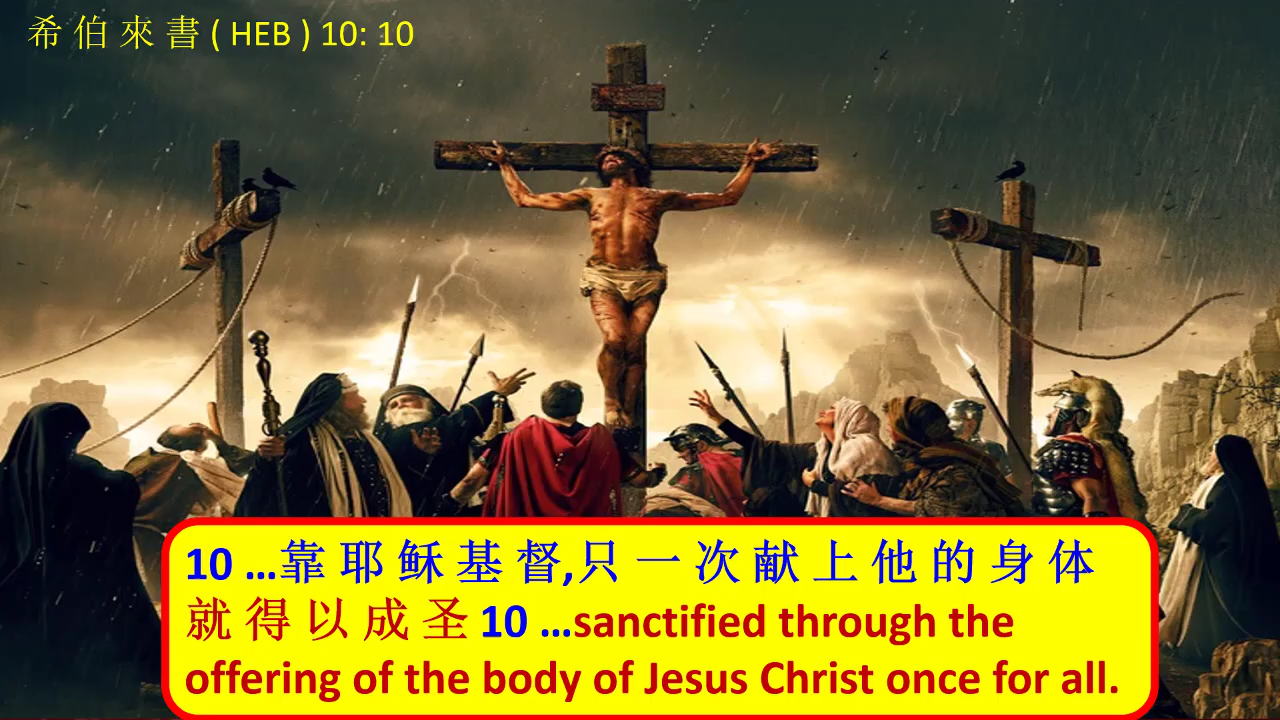 希 伯 來 書 ( HEB ) 10: 10
10 …靠 耶 稣 基 督,只 一 次 献 上 他 的 身 体
就 得 以 成 圣 10 …sanctified through the
offering of the body of Jesus Christ once for all.